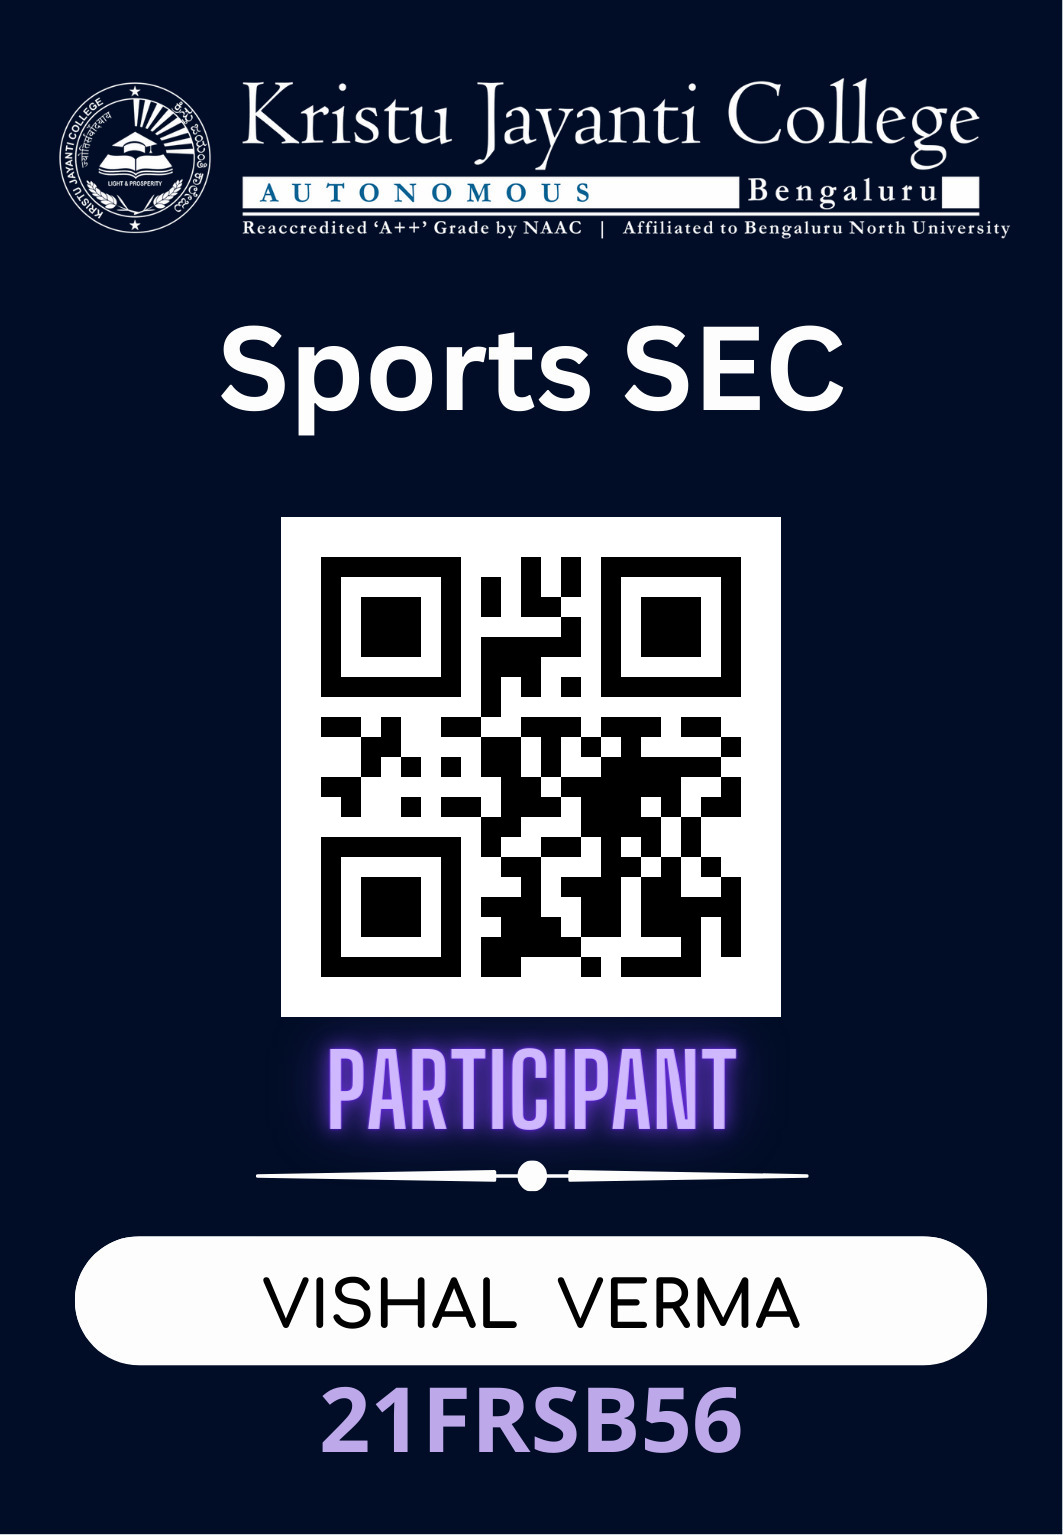 KRISTU JAYANTI COLLEGE
ಕ್ರಿಸ್ತು ಜಯಂತಿ ಕಾಲೇಜು
LIGHT & PROSPERITY
Kristu Jayanti College
AUTONOMOUS Bengaluru
Reaccredited ‘A++’ Grade by NAAC | Affiliated to Bengaluru North University
Sports SEC
PARTICIPANT
VISHAL VERMA
21FRSB56